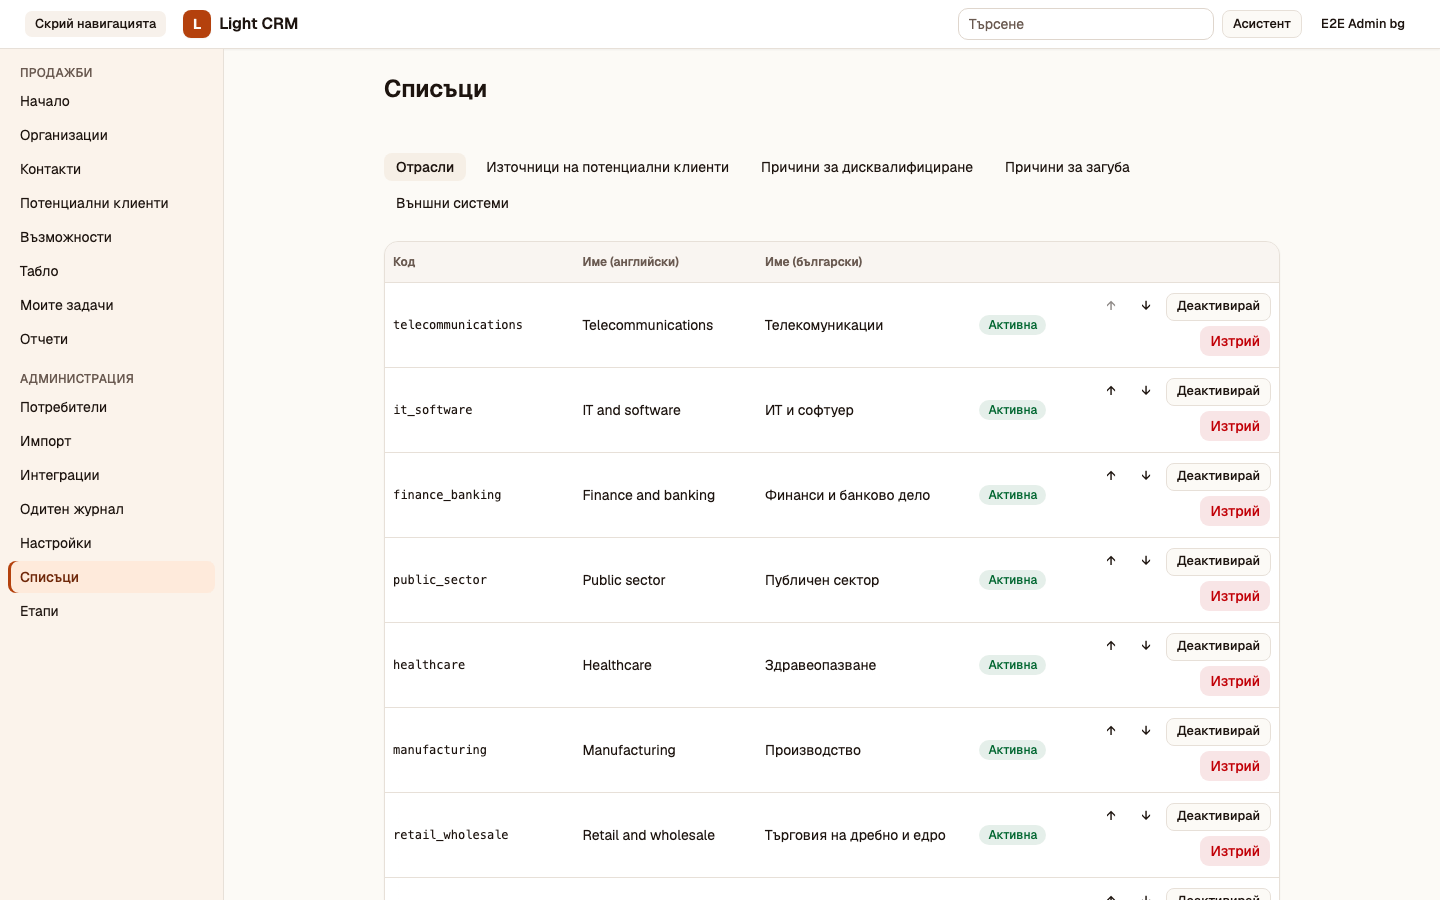 Скрий навигацията
L
Light CRM
Търсене
Асистент
E2E Admin bg
ПРОДАЖБИ
Начало
Организации
Контакти
Потенциални клиенти
Възможности
Табло
Моите задачи
Отчети
АДМИНИСТРАЦИЯ
Потребители
Импорт
Интеграции
Одитен журнал
Настройки
Списъци
Етапи
Списъци
Отрасли
Източници на потенциални клиенти
Причини за дисквалифициране
Причини за загуба
Външни системи
Код
Име (английски)
Име (български)
telecommunications
Telecommunications
Телекомуникации
Активна
↑ ↓ Деактивирай
Изтрий
it_software
IT and software
ИТ и софтуер
Активна
↑ ↓ Деактивирай
Изтрий
finance_banking
Finance and banking
Финанси и банково дело
Активна
↑ ↓ Деактивирай
Изтрий
public_sector
Public sector
Публичен сектор
Активна
↑ ↓ Деактивирай
Изтрий
healthcare
Healthcare
Здравеопазване
Активна
↑ ↓ Деактивирай
Изтрий
manufacturing
Manufacturing
Производство
Активна
↑ ↓ Деактивирай
Изтрий
retail_wholesale
Retail and wholesale
Търговия на дребно и едро
Активна
↑ ↓ Деактивирай
Изтрий
↑ ↓ Деактивирай